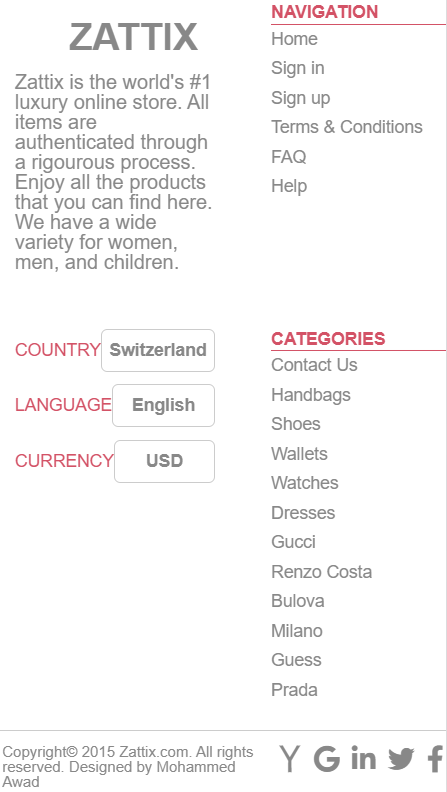 ZATTIX
Zattix is the world's #1
luxury online store. All
items are
authenticated through
a rigourous process.
Enjoy all the products
that you can find here.
We have a wide
variety for women,
men, and children.
NAVIGATION
Home
Sign in
Sign up
Terms & Conditions
FAQ
Help
COUNTRY Switzerland
LANGUAGE English
CURRENCY USD
CATEGORIES
Contact Us
Handbags
Shoes
Wallets
Watches
Dresses
Gucci
Renzo Costa
Bulova
Milano
Guess
Prada
Copyright© 2015 Zattix.com. All rights
reserved. Designed by Mohammed
Awad